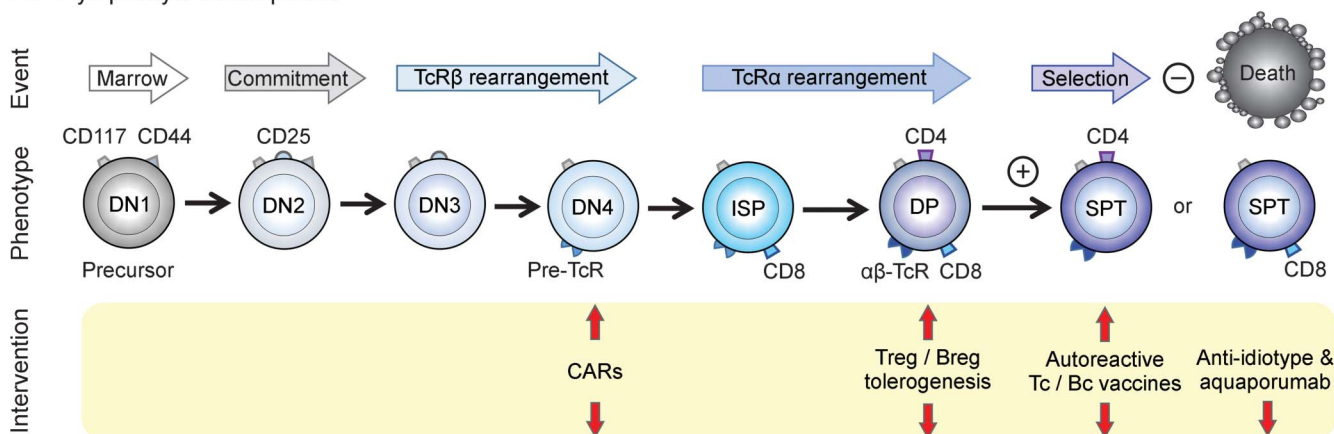 Event
Marrow
Commitment
TcRβ rearrangement
TcRα rearrangement
Selection
−
Death
Phenotype
CD117 CD44
CD25
CD4
CD4
+
DN1
DN2
DN3
DN4
ISP
DP
SPT
or
SPT
Precursor
Pre-TcR
CD8
αβ-TcR CD8
CD8
Intervention
CARs
Treg / Breg
tolerogenesis
Autoreactive
Tc / Bc vaccines
Anti-idiotype &
aquaporumab